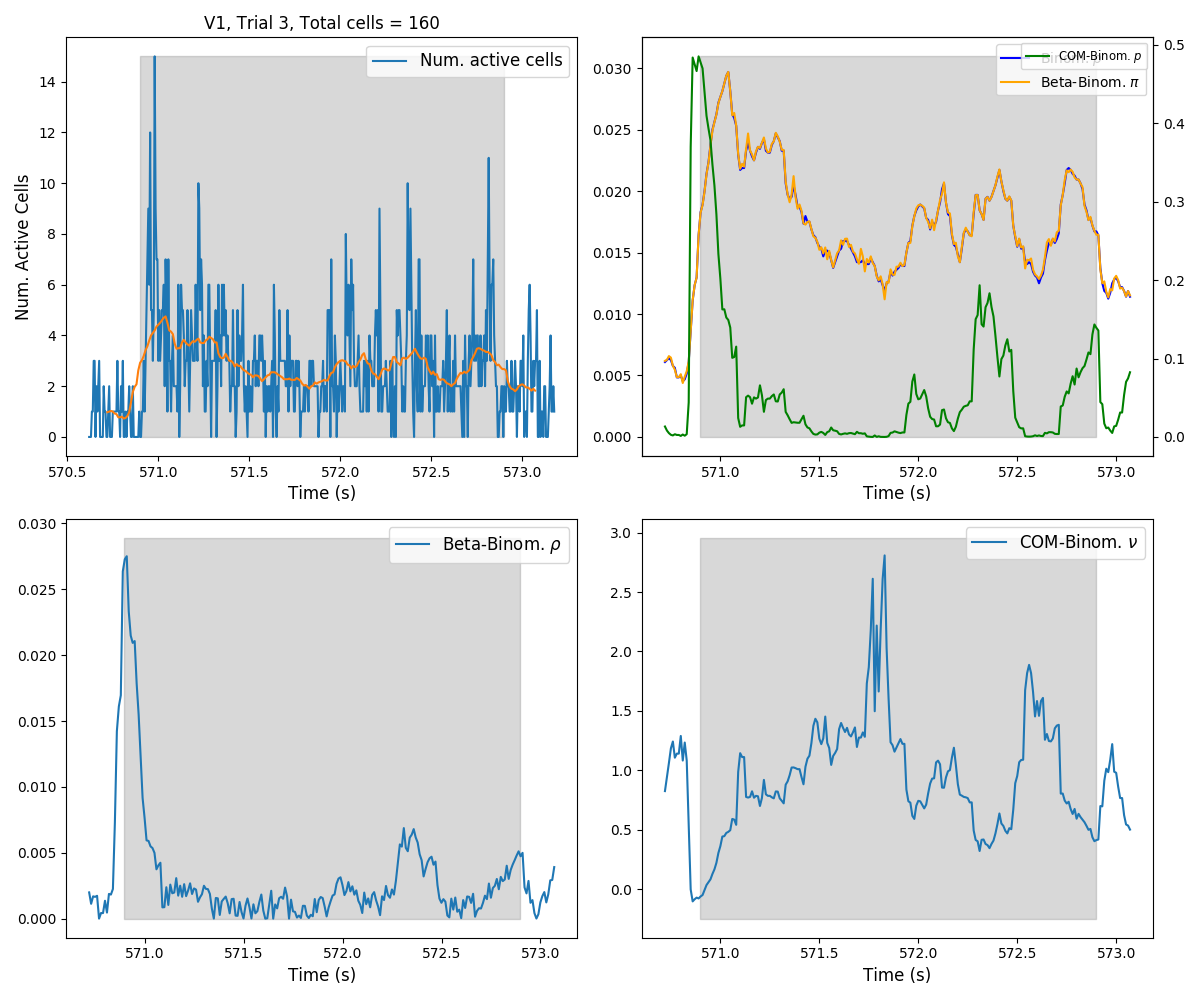 V1, Trial 3, Total cells = 160
Num. active cells
Num. Active Cells
14
12
10
8
6
4
2
0
570.5 571.0 571.5 572.0 572.5 573.0
Time (s)
COM-Binom. p
Beta-Binom. π
0.030
0.025
0.020
0.015
0.010
0.005
0.000
0.5
0.4
0.3
0.2
0.1
0.0
571.0 571.5 572.0 572.5 573.0
Time (s)
Beta-Binom. ρ
0.030
0.025
0.020
0.015
0.010
0.005
0.000
571.0 571.5 572.0 572.5 573.0
Time (s)
COM-Binom. ν
3.0
2.5
2.0
1.5
1.0
0.5
0.0
571.0 571.5 572.0 572.5 573.0
Time (s)